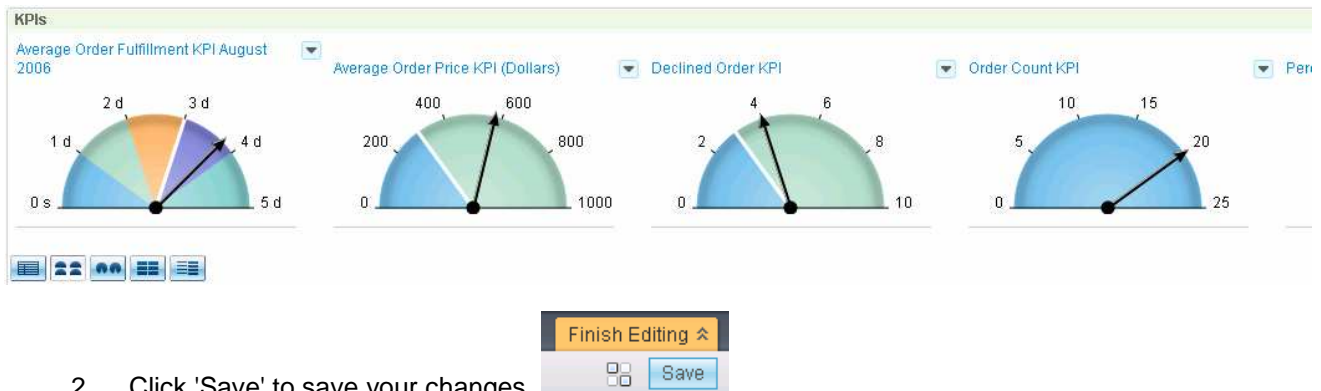 KPIs
Average Order Fulfillment KPI August
2006
Average Order Price KPI (Dollars)
Declined Order KPI
Order Count KPI
0 s
1 d
2 d
3 d
4 d
5 d
0
200
400
600
800
1000
0
2
4
6
8
10
0
5
10
15
20
25
Finish Editing
Save
2. Click 'Save' to save your changes